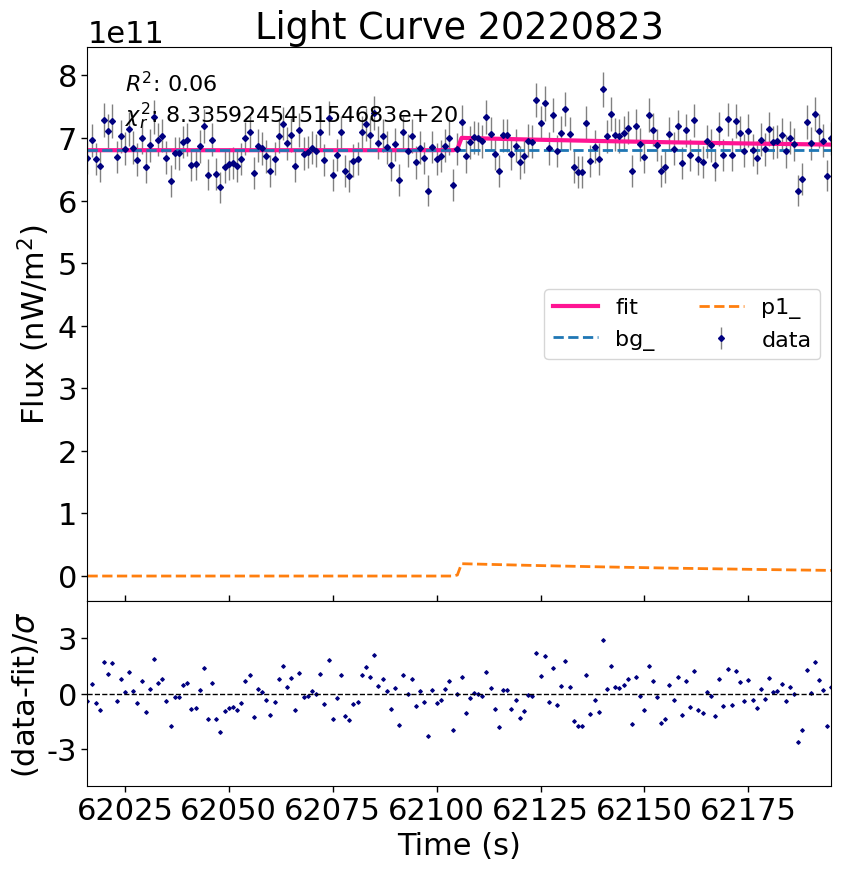 Light Curve 20220823
1e11
R²: 0.06
χ²ᵣ: 8.335924545154683e+20
8
7
6
5
4
3
2
1
0
Flux (nW/m²)
fit
bg_
p1_
data
3
0
-3
(data-fit)/σ
62025 62050 62075 62100 62125 62150 62175
Time (s)